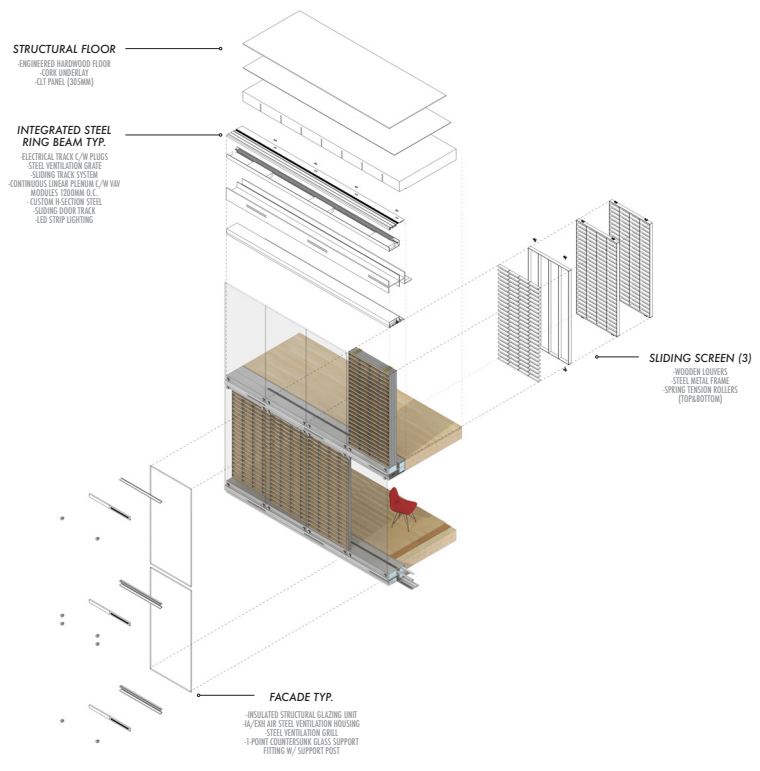 STRUCTURAL FLOOR
-ENGINEERED HARDWOOD FLOOR
-CORK UNDERLAY
-CLT PANEL (305MM)
INTEGRATED STEEL
RING BEAM TYP.
-ELECTRICAL TRACK C/W PLUGS
-STEEL VENTILATION GRATE
-SLIDING TRACK SYSTEM
-CONTINUOUS LINEAR PLENUM C/W VAV
MODULES 1200MM O.C.
- CUSTOM H-SECTION STEEL
-SLIDING DOOR TRACK
-LED STRIP LIGHTING
SLIDING SCREEN (3)
-WOODEN LOUVERS
-STEEL METAL FRAME
-SPRING TENSION ROLLERS
(TOP&BOTTOM)
FACADE TYP.
-INSULATED STRUCTURAL GLAZING UNIT
-IA/EXH AIR STEEL VENTILATION HOUSING
-STEEL VENTILATION GRILL
-1-POINT COUNTERSUNK GLASS SUPPORT
FITTING W/ SUPPORT POST